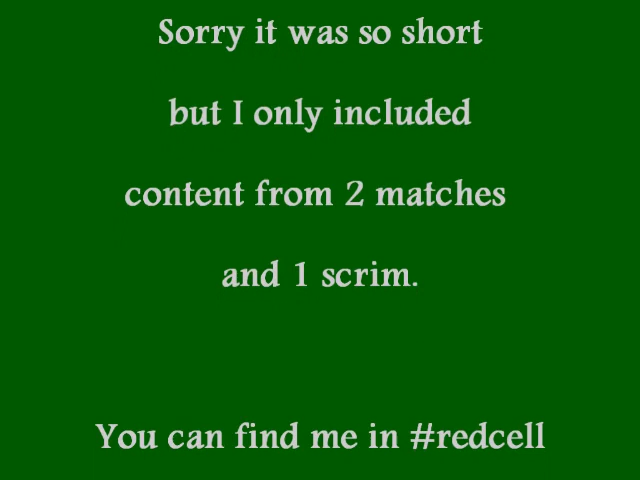 Sorry it was so short
but I only included
content from 2 matches
and 1 scrim.
You can find me in #redcell